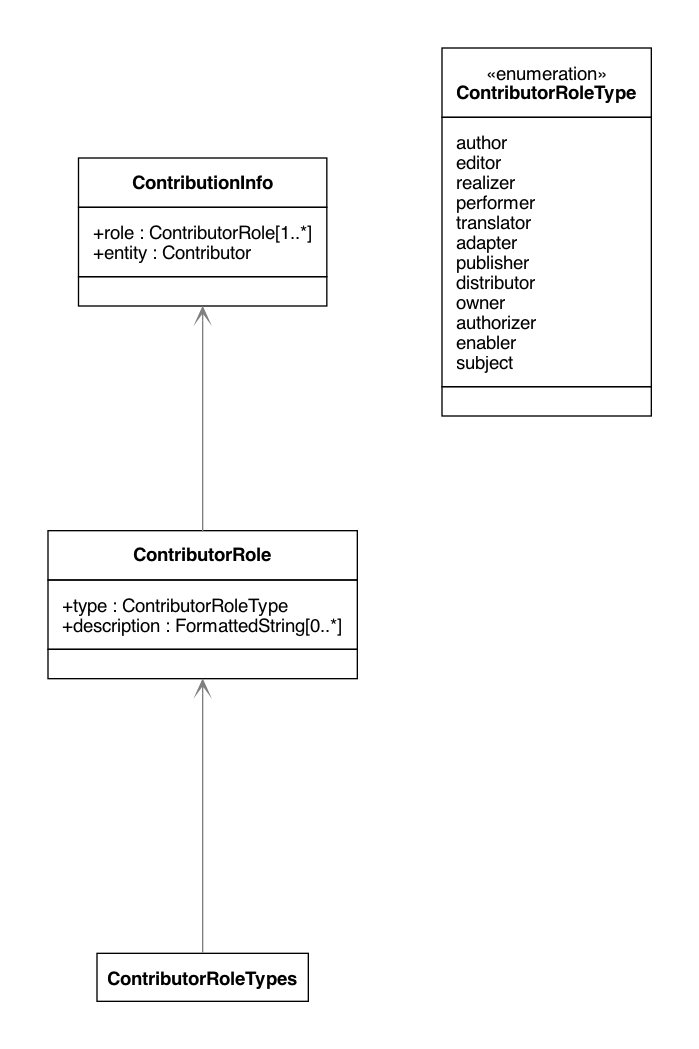 «enumeration»
ContributorRoleType
author
editor
realizer
performer
translator
adapter
publisher
distributor
owner
authorizer
enabler
subject
ContributionInfo
+role : ContributorRole[1..*]
+entity : Contributor
ContributorRole
+type : ContributorRoleType
+description : FormattedString[0..*]
ContributorRoleTypes